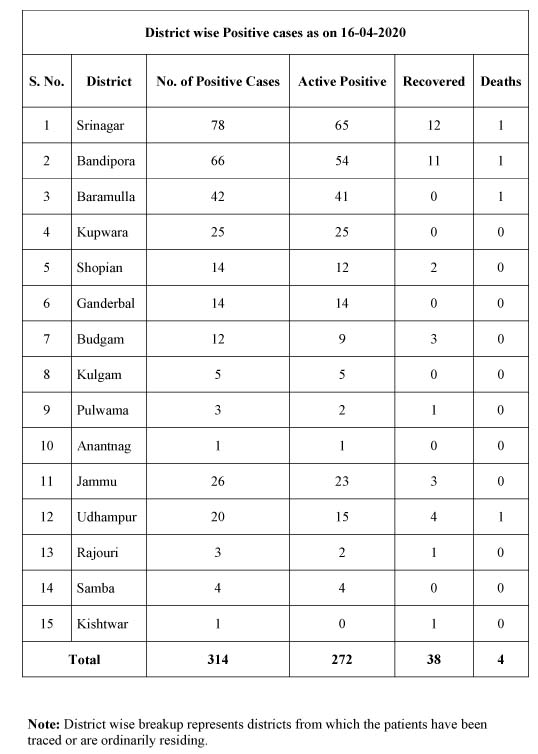 District wise Positive cases as on 16-04-2020
S. No. District No. of Positive Cases Active Positive Recovered Deaths
1 Srinagar 78 65 12 1
2 Bandipora 66 54 11 1
3 Baramulla 42 41 0 1
4 Kupwara 25 25 0 0
5 Shopian 14 12 2 0
6 Ganderbal 14 14 0 0
7 Budgam 12 9 3 0
8 Kulgam 5 5 0 0
9 Pulwama 3 2 1 0
10 Anantnag 1 1 0 0
11 Jammu 26 23 3 0
12 Udhampur 20 15 4 1
13 Rajouri 3 2 1 0
14 Samba 4 4 0 0
15 Kishtwar 1 0 1 0
Total 314 272 38 4
Note: District wise breakup represents districts from which the patients have been
traced or are ordinarily residing.